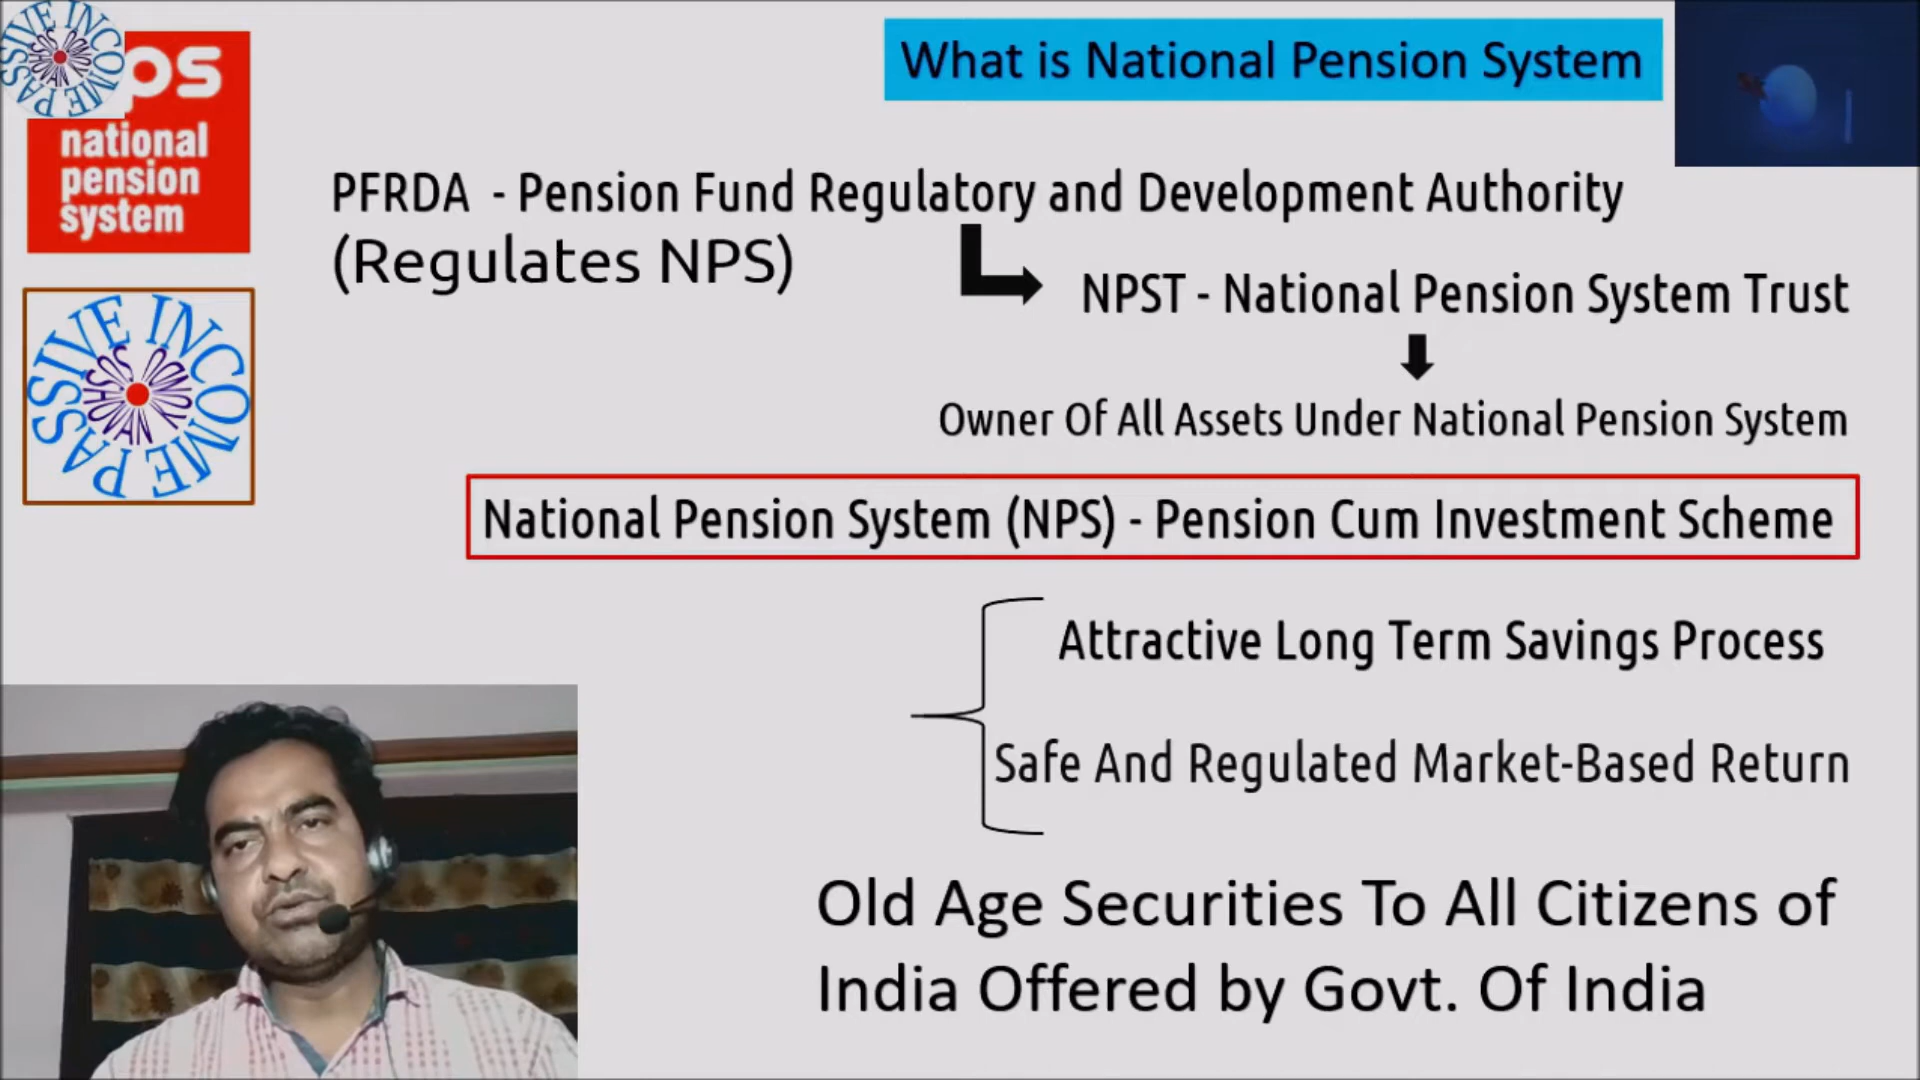 What is National Pension System
ps
national
pension
system
PFRDA - Pension Fund Regulatory and Development Authority
(Regulates NPS)
NPST - National Pension System Trust
Owner Of All Assets Under National Pension System
PASSIVE INCOME
National Pension System (NPS) - Pension Cum Investment Scheme
Attractive Long Term Savings Process
Safe And Regulated Market-Based Return
Old Age Securities To All Citizens of
India Offered by Govt. Of India
PASSIVE INCOME